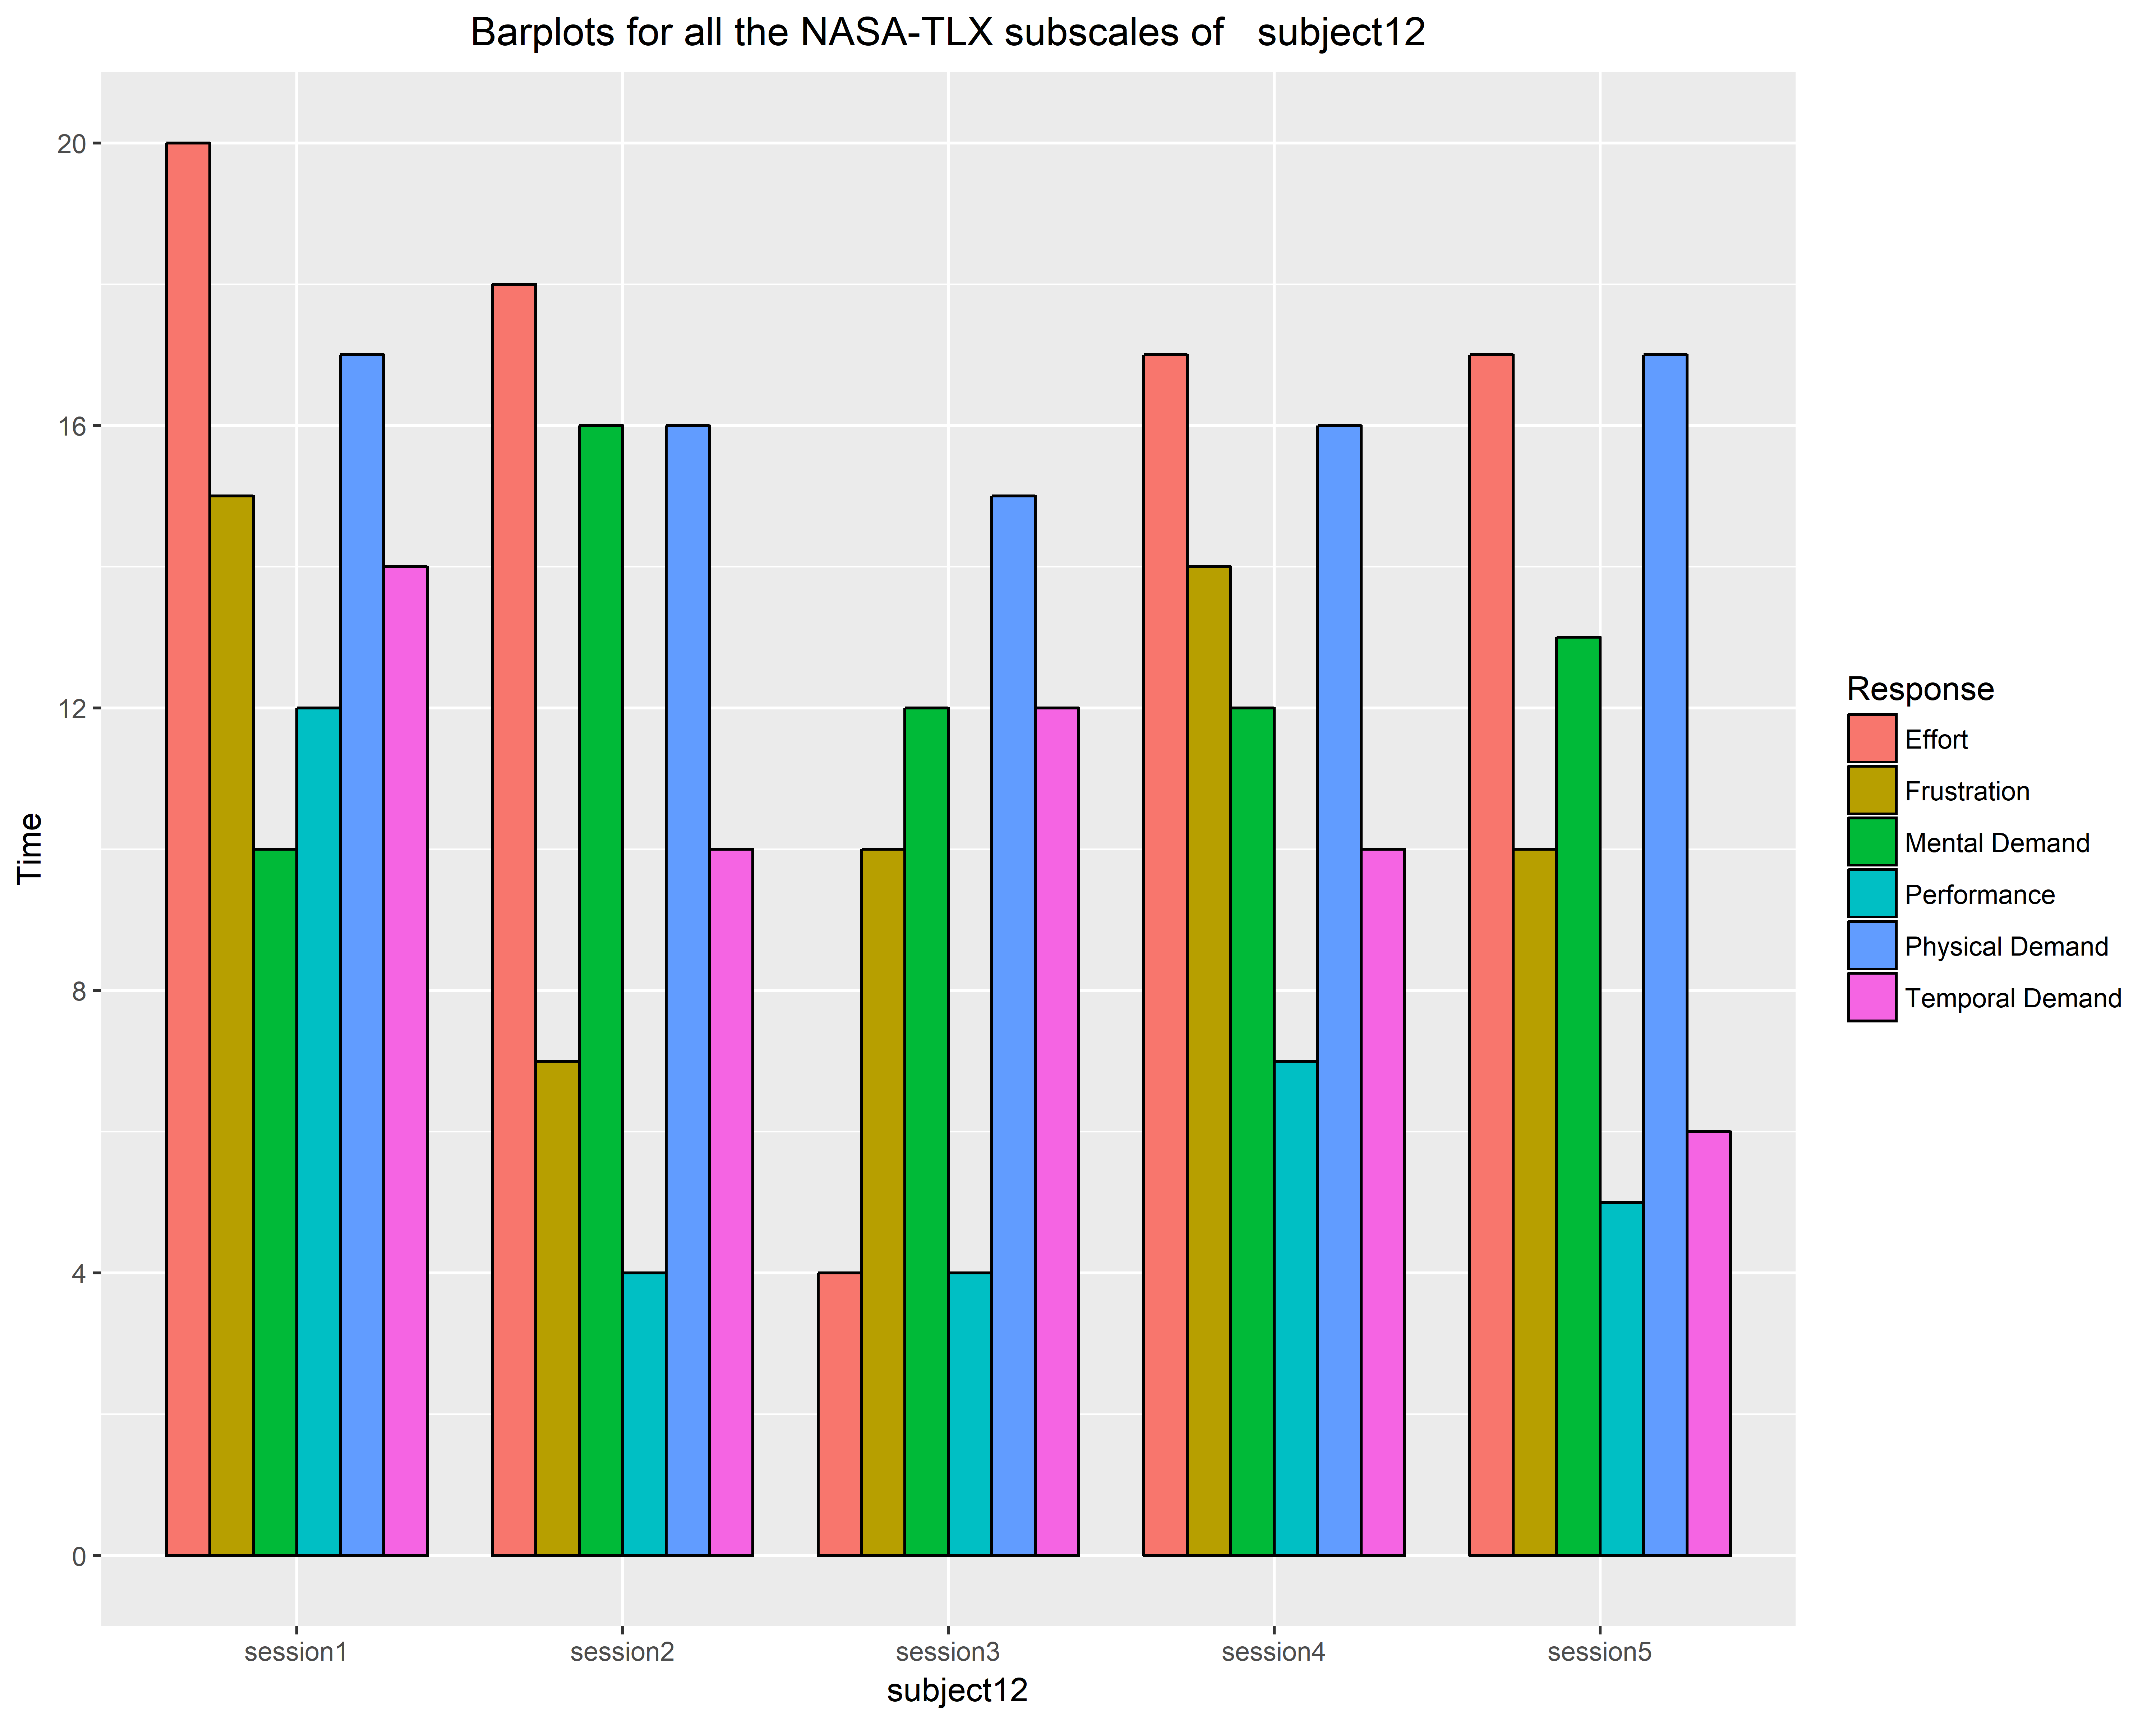 Barplots for all the NASA-TLX subscales of   subject12
20
16
12
8
4
0
Time
session1
session2
session3
session4
session5
subject12
Response
Effort
Frustration
Mental Demand
Performance
Physical Demand
Temporal Demand